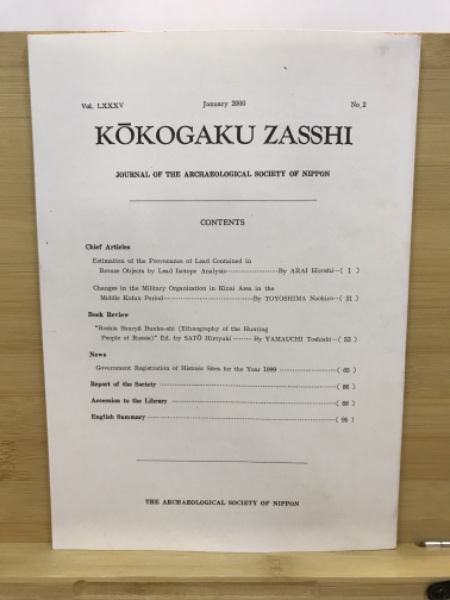 Vol. LXXXV January 2000 No. 2
KŌKOGAKU ZASSHI
JOURNAL OF THE ARCHAEOLOGICAL SOCIETY OF NIPPON
CONTENTS
Chief Articles
Estimation of the Provenance of Lead Contained in
Bronze Objects by Lead Isotope Analysis By ARAI Hiroshi ( 1 )
Changes in the Military Organization in Kinai Area in the
Middle Kofun Period By TOYOSHIMA Naohiro ( 31 )
Book Review
"Roshia Shuryō Bunka-shi (Ethnography of the Hunting
People of Russia)" Ed. by SATŌ Hiroyuki By YAMAUCHI Toshiaki ( 53 )
News
Government Registration of Historic Sites for the Year 1999 ( 65 )
Report of the Society ( 86 )
Accession to the Library ( 88 )
English Summary
THE ARCHAEOLOGICAL SOCIETY OF NIPPON